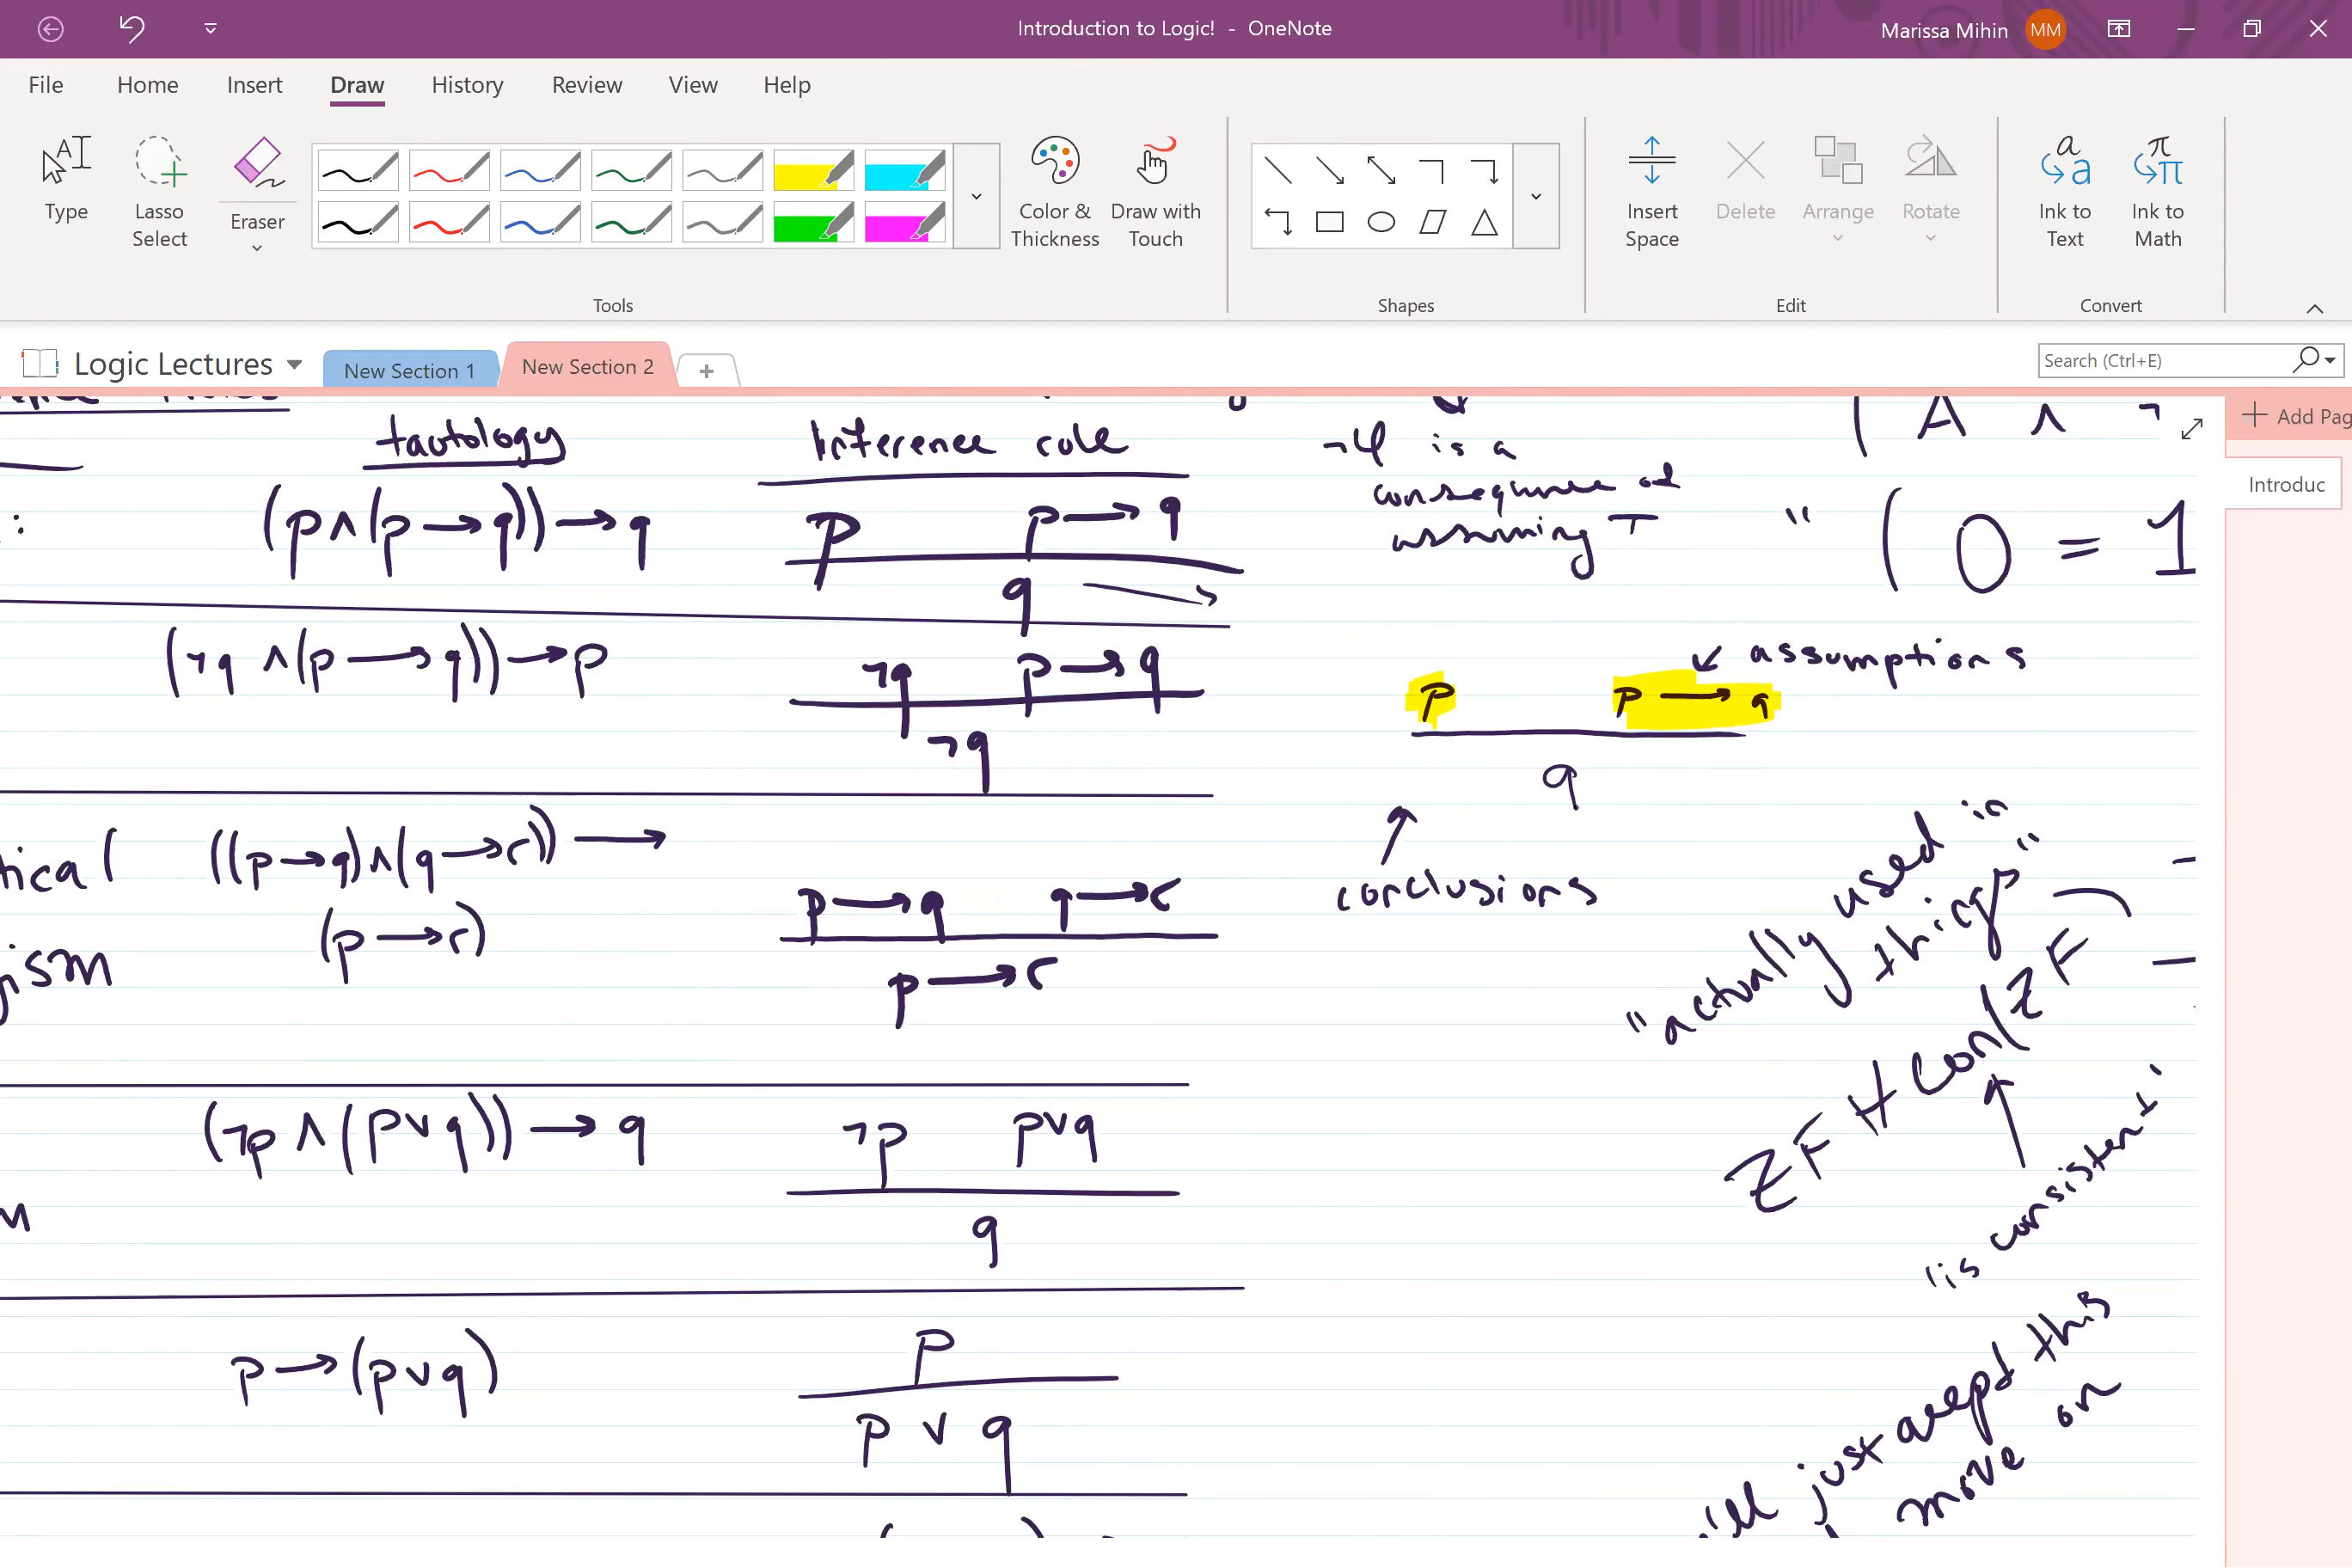 Introduction to Logic! - OneNote
Marissa Mihin MM
File Home Insert Draw History Review View Help
Type
Lasso Select
Eraser
Color & Thickness
Draw with Touch
Tools
Shapes
Insert Space
Delete
Arrange
Rotate
Edit
Ink to Text
Ink to Math
Convert
Logic Lectures
New Section 1
New Section 2
+
Search (Ctrl+E)
Add Pag
Introduc
tautology
Inference rule
(p∧(p→q))→q
p p→q
q
(¬q∧(p→q))→p
¬q p→q
¬q
tical
gism
((p→q)∧(q→r))→
(p→r)
p→q q→r
p→r
(¬p∧(p∨q))→q
¬p p∨q
q
p→(p∨q)
p
p∨q
is a
consequence of
assuming T
assumptions
p p→q
q
conclusions
A ∧ ¬
"(0=1
"actually used in
things"
ZF ⊬ Con(ZF
"is consistent"
I'll just accept this
move on